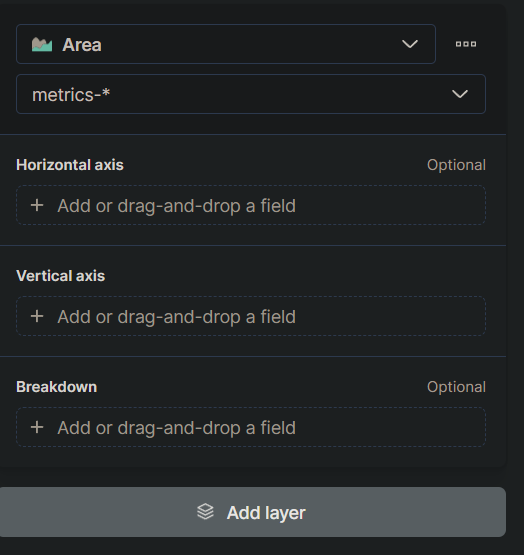 Area
metrics-*
Horizontal axis Optional
+ Add or drag-and-drop a field
Vertical axis
+ Add or drag-and-drop a field
Breakdown Optional
+ Add or drag-and-drop a field
Add layer